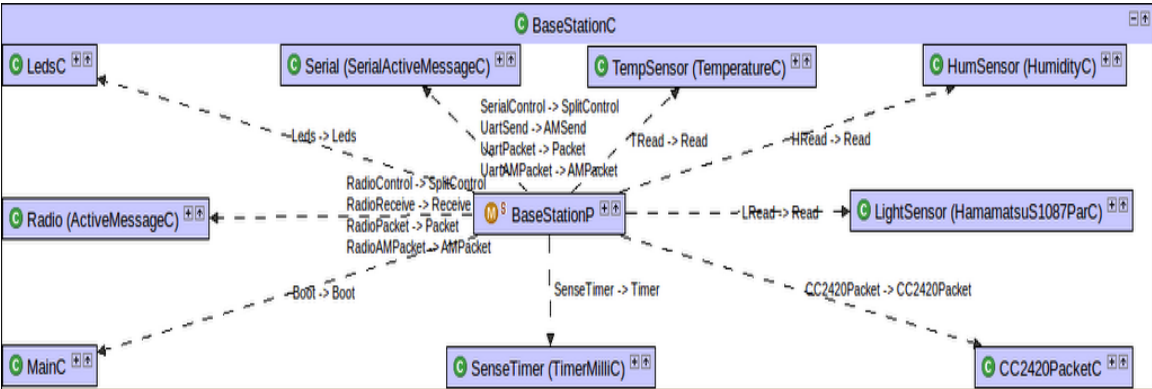 BaseStationC
LedsC
Serial (SerialActiveMessageC)
TempSensor (TemperatureC)
HumSensor (HumidityC)
SerialControl -> SplitControl
UartSend -> AMSend
UartPacket -> Packet
UartAMPacket -> AMPacket
Leds -> Leds
TRead -> Read
HRead -> Read
RadioControl -> SplitControl
RadioReceive -> Receive
RadioPacket -> Packet
RadioAMPacket -> AMPacket
Radio (ActiveMessageC)
M S BaseStationP
LRead -> Read
LightSensor (HamamatsuS1087ParC)
Boot -> Boot
SenseTimer -> Timer
CC2420Packet -> CC2420Packet
MainC
SenseTimer (TimerMilliC)
CC2420PacketC